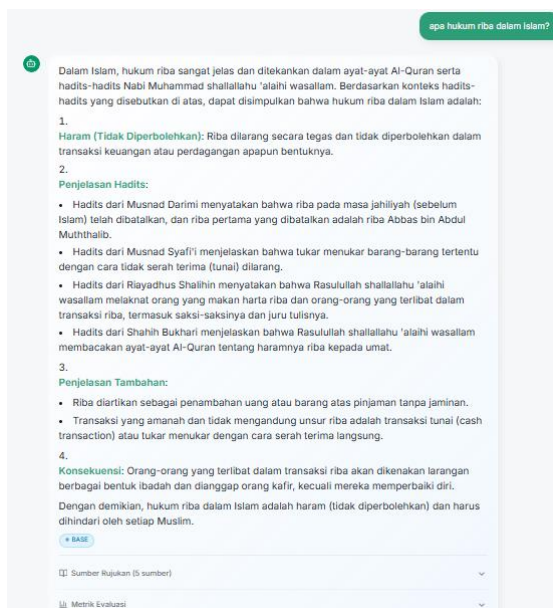 apa hukum riba dalam Islam?
Dalam Islam, hukum riba sangat jelas dan ditekankan dalam ayat-ayat Al-Quran serta
hadits-hadits Nabi Muhammad shallallahu 'alaihi wasallam. Berdasarkan konteks hadits-
hadits yang disebutkan di atas, dapat disimpulkan bahwa hukum riba dalam Islam adalah:
1.
Haram (Tidak Diperbolehkan): Riba dilarang secara tegas dan tidak diperbolehkan dalam
transaksi keuangan atau perdagangan apapun bentuknya.
2.
Penjelasan Hadits:
• Hadits dari Musnad Darimi menyatakan bahwa riba pada masa jahiliyah (sebelum
Islam) telah dibatalkan, dan riba pertama yang dibatalkan adalah riba Abbas bin Abdul
Muththalib.
• Hadits dari Musnad Syafi'i menjelaskan bahwa tukar menukar barang-barang tertentu
dengan cara tidak serah terima (tunai) dilarang.
• Hadits dari Riayadhus Shalihin menyatakan bahwa Rasulullah shallallahu 'alaihi
wasallam melaknat orang yang makan harta riba dan orang-orang yang terlibat dalam
transaksi riba, termasuk saksi-saksinya dan juru tulisnya.
• Hadits dari Shahih Bukhari menjelaskan bahwa Rasulullah shallallahu 'alaihi wasallam
membacakan ayat-ayat Al-Quran tentang haramnya riba kepada umat.
3.
Penjelasan Tambahan:
• Riba diartikan sebagai penambahan uang atau barang atas pinjaman tanpa jaminan.
• Transaksi yang amanah dan tidak mengandung unsur riba adalah transaksi tunai (cash
transaction) atau tukar menukar dengan cara serah terima langsung.
4.
Konsekuensi: Orang-orang yang terlibat dalam transaksi riba akan dikenakan larangan
berbagai bentuk ibadah dan dianggap orang kafir, kecuali mereka memperbaiki diri.
Dengan demikian, hukum riba dalam Islam adalah haram (tidak diperbolehkan) dan harus
dihindari oleh setiap Muslim.
BASE
Sumber Rujukan (5 sumber)
Metrik Evaluasi